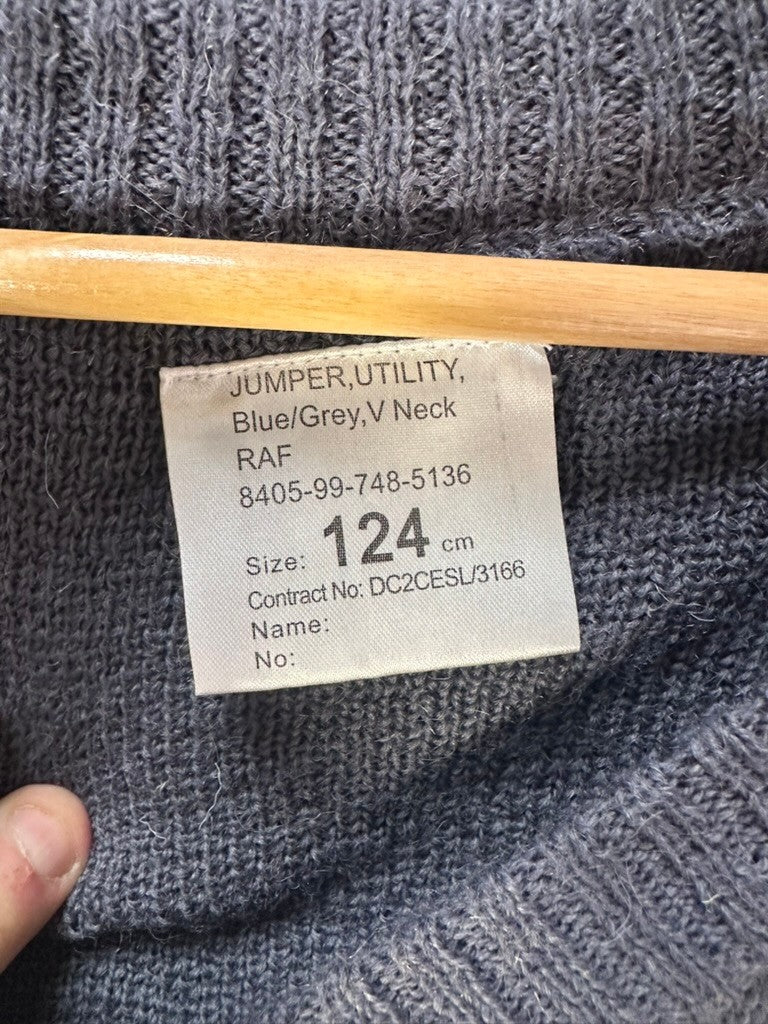 JUMPER,UTILITY,
Blue/Grey,V Neck
RAF
8405-99-748-5136
Size: 124 cm
Contract No: DC2CESL/3166
Name:
No: